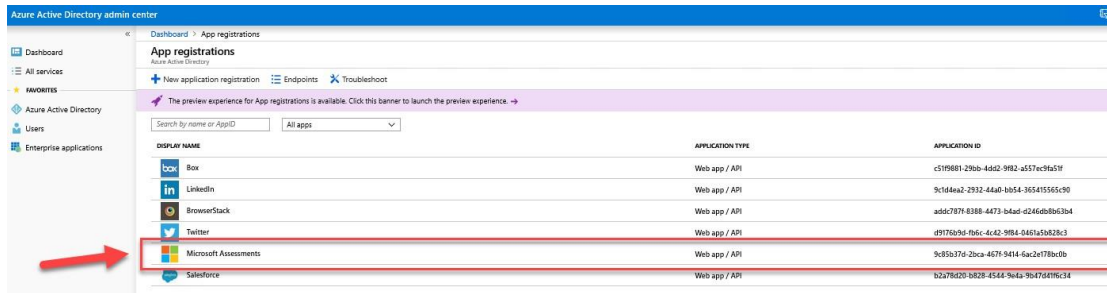 Azure Active Directory admin center
«
Dashboard > App registrations
Dashboard
App registrations
Azure Active Directory
All services
New application registration Endpoints Troubleshoot
FAVORITES
The preview experience for App registrations is available. Click this banner to launch the preview experience. →
Azure Active Directory
Search by name or AppID All apps
Users
Enterprise applications
DISPLAY NAME APPLICATION TYPE APPLICATION ID
box Box Web app / API c51f9881-29bb-4dd2-9f82-a557ec9fa51f
in LinkedIn Web app / API 9c1d4ea2-2932-44a0-bb54-365415565c90
BrowserStack Web app / API addc787f-8388-4473-b4ad-d246db8b63b4
Twitter Web app / API d9176b9d-fb6c-4c42-9f84-0461a5b828c3
Microsoft Assessments Web app / API 9c85b37d-2bca-467f-9414-6ac2e178bc0b
Salesforce Web app / API b2a78d20-b828-4544-9e4a-9b47d41f6c34